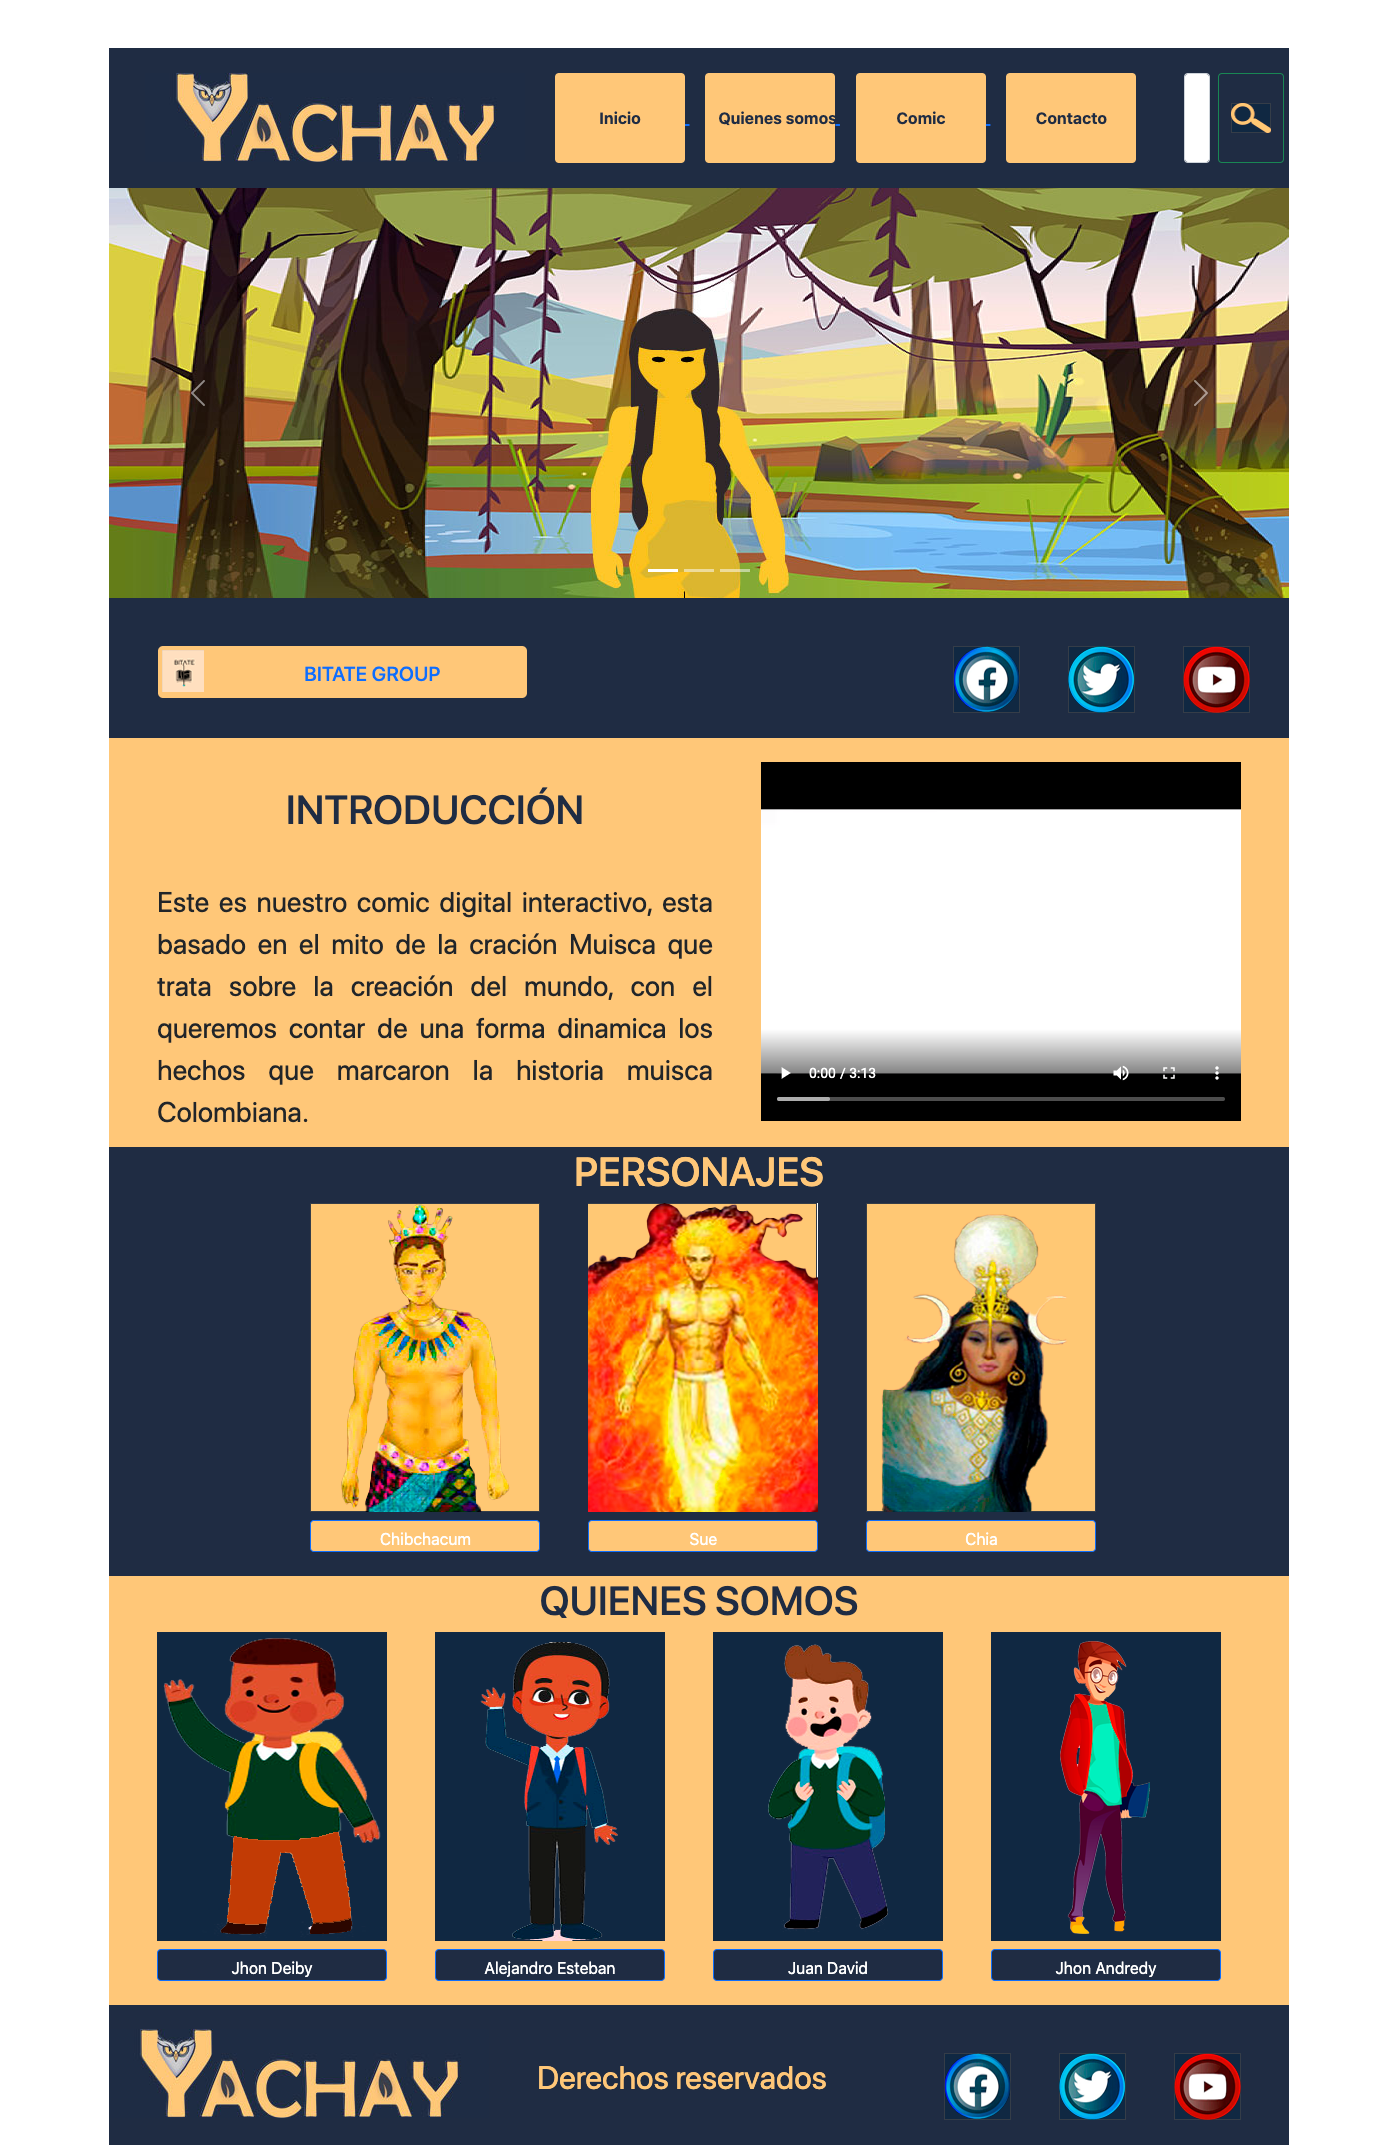 YACHAY
Inicio
Quienes somos
Comic
Contacto
BITATE
BITATE GROUP
INTRODUCCIÓN
Este es nuestro comic digital interactivo, esta
basado en el mito de la cración Muisca que
trata sobre la creación del mundo, con el
queremos contar de una forma dinamica los
hechos que marcaron la historia muisca
Colombiana.
0:00 / 3:13
PERSONAJES
Chibchacum
Sue
Chia
QUIENES SOMOS
Jhon Deiby
Alejandro Esteban
Juan David
Jhon Andredy
YACHAY
Derechos reservados